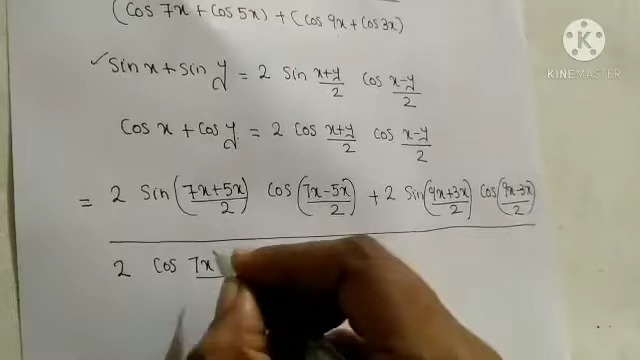 (Cos 7x + Cos 5x) + (Cos 9x + Cos 3x)
✓ Sin x + Sin y = 2 Sin (x+y)/2 Cos (x-y)/2
Cos x + Cos y = 2 Cos (x+y)/2 Cos (x-y)/2
= 2 Sin ((7x+5x)/2) Cos ((7x-5x)/2) + 2 Sin ((9x+3x)/2) Cos ((9x-3x)/2)
2 Cos 7x
KINEMASTER